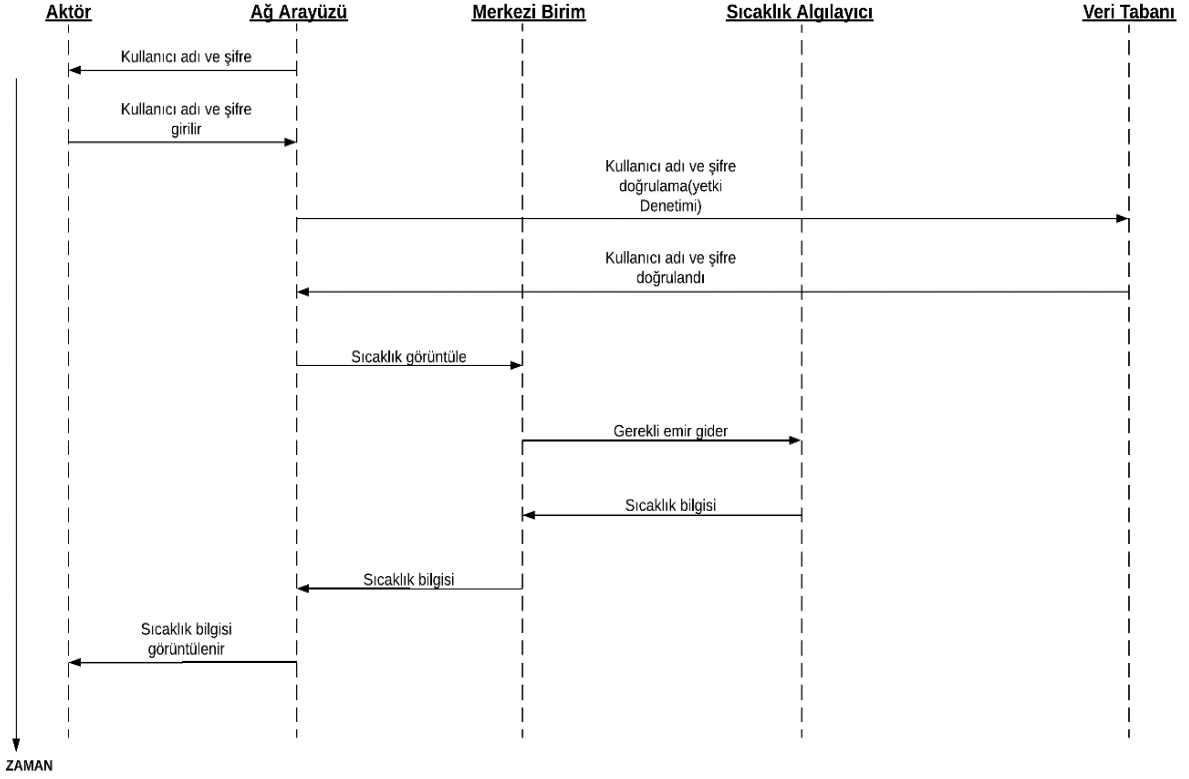 Aktör
Ağ Arayüzü
Merkezi Birim
Sıcaklık Algılayıcı
Veri Tabanı
Kullanıcı adı ve şifre
Kullanıcı adı ve şifre
girilir
Kullanıcı adı ve şifre
doğrulama(yetki
Denetimi)
Kullanıcı adı ve şifre
doğrulandı
Sıcaklık görüntüle
Gerekli emir gider
Sıcaklık bilgisi
Sıcaklık bilgisi
Sıcaklık bilgisi
görüntülenir
ZAMAN